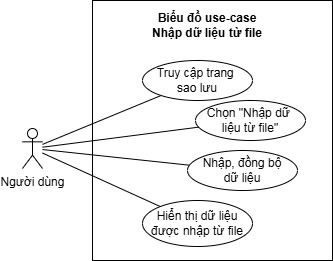 Biểu đồ use-case
Nhập dữ liệu từ file
Truy cập trang
sao lưu
Chọn "Nhập dữ
liệu từ file"
Nhập, đồng bộ
dữ liệu
Người dùng
Hiển thị dữ liệu
được nhập từ file